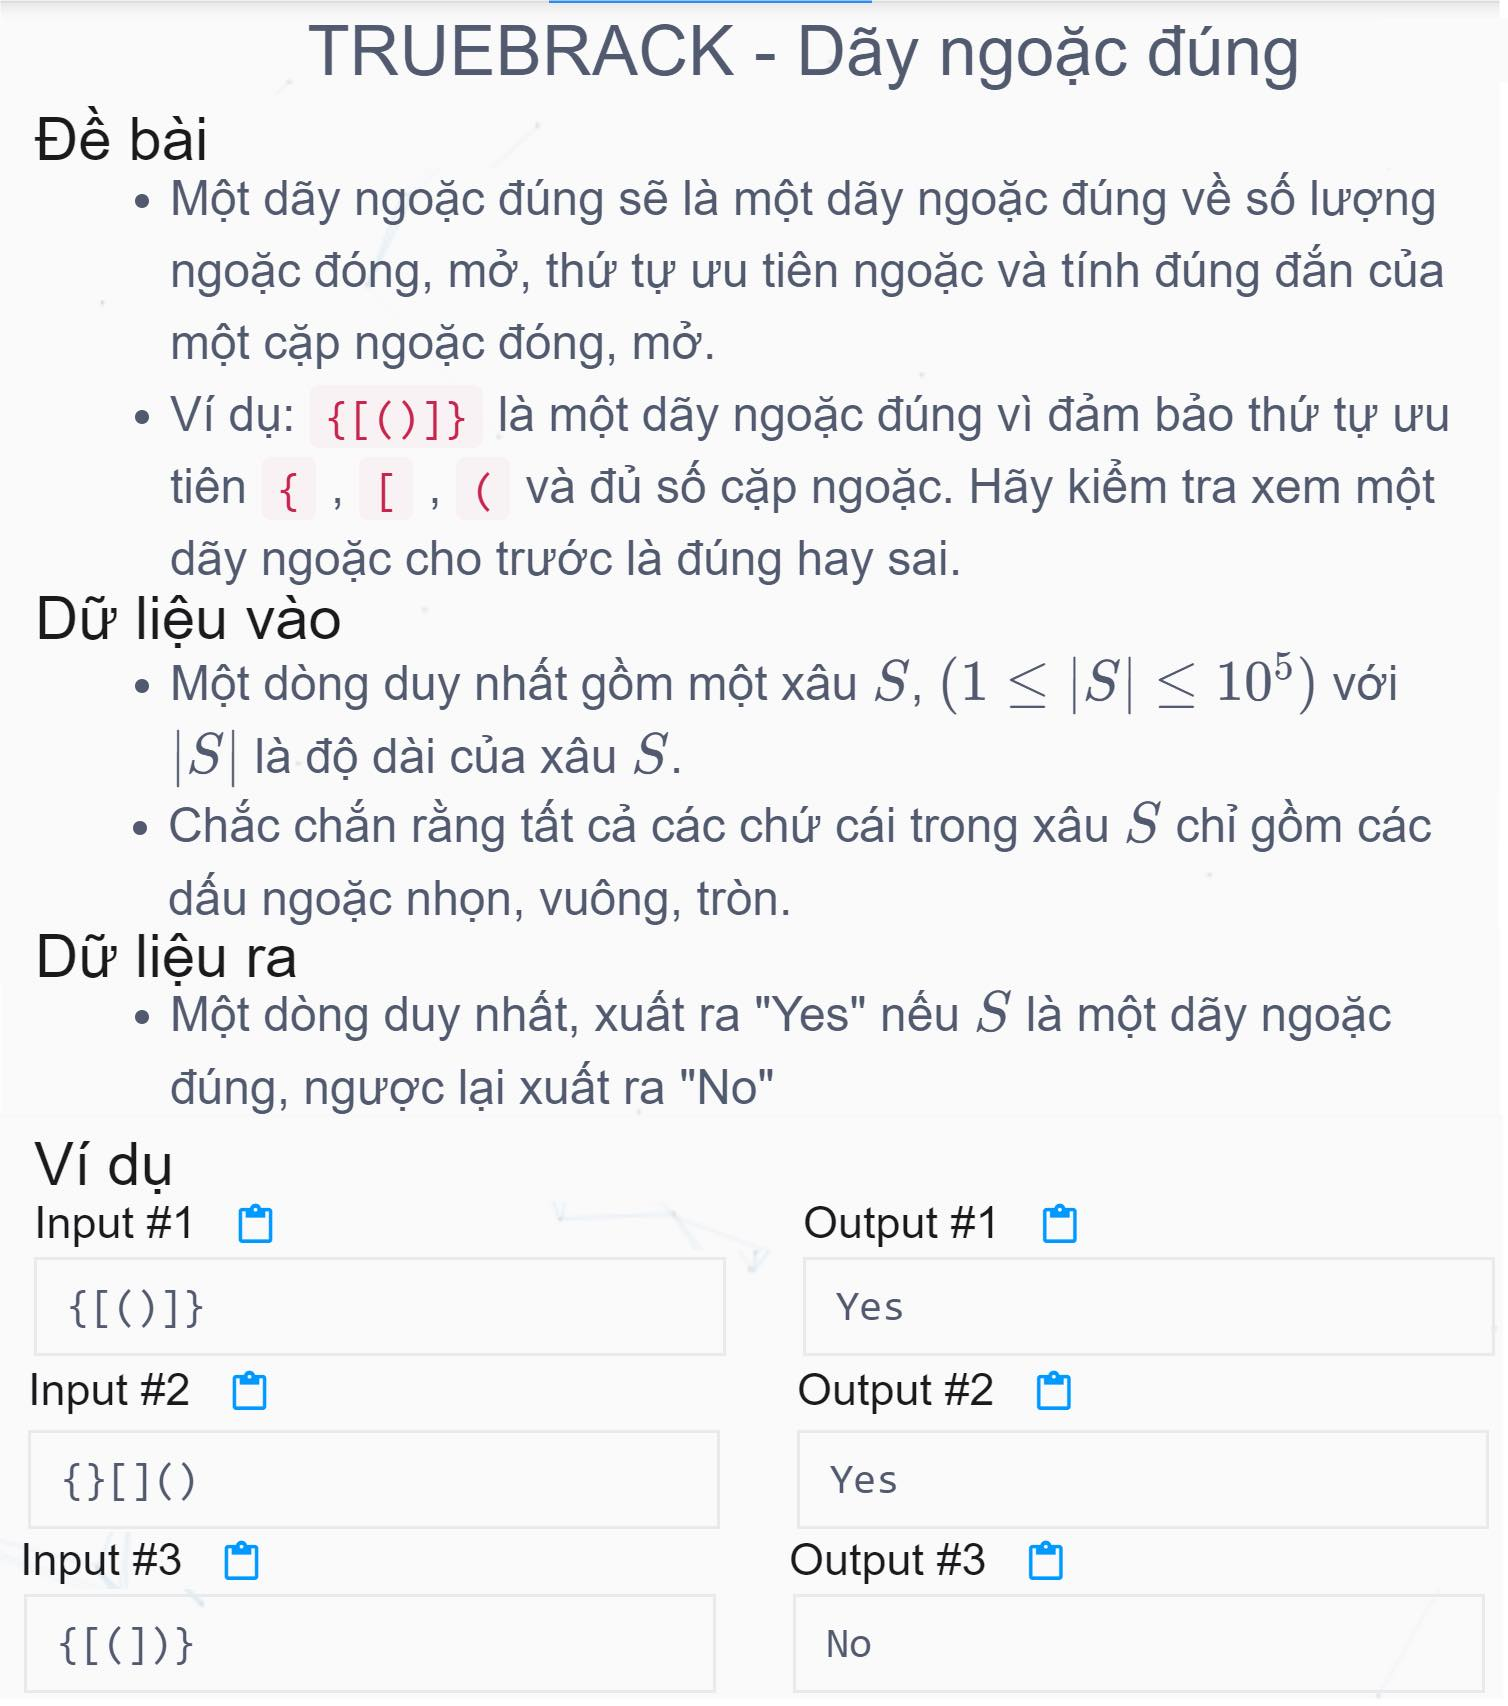 TRUEBRACK - Dãy ngoặc đúng
Đề bài
• Một dãy ngoặc đúng sẽ là một dãy ngoặc đúng về số lượng
ngoặc đóng, mở, thứ tự ưu tiên ngoặc và tính đúng đắn của
một cặp ngoặc đóng, mở.
• Ví dụ: {[()]} là một dãy ngoặc đúng vì đảm bảo thứ tự ưu
tiên { , [ , ( và đủ số cặp ngoặc. Hãy kiểm tra xem một
dãy ngoặc cho trước là đúng hay sai.
Dữ liệu vào
• Một dòng duy nhất gồm một xâu S, (1 ≤ |S| ≤ 10⁵) với
|S| là độ dài của xâu S.
• Chắc chắn rằng tất cả các chứ cái trong xâu S chỉ gồm các
dấu ngoặc nhọn, vuông, tròn.
Dữ liệu ra
• Một dòng duy nhất, xuất ra "Yes" nếu S là một dãy ngoặc
đúng, ngược lại xuất ra "No"
Ví dụ
Input #1 Output #1
{[()]} Yes
Input #2 Output #2
{}[]() Yes
Input #3 Output #3
{[(])} No